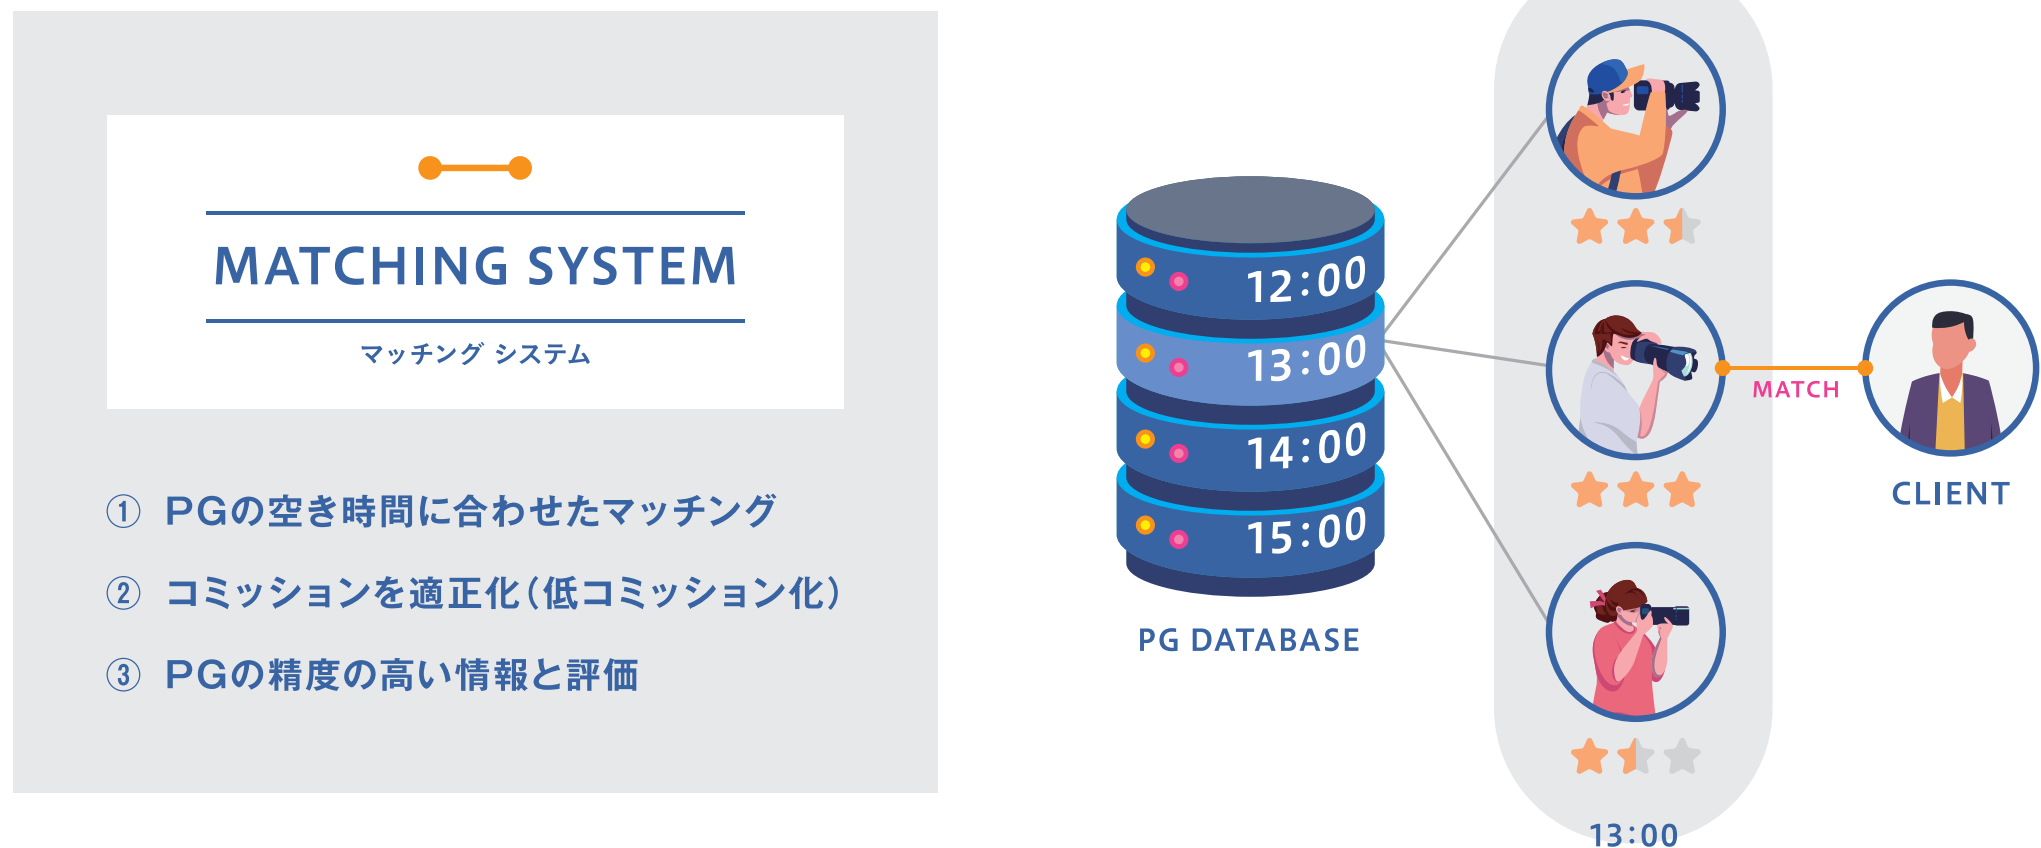 MATCHING SYSTEM
マッチング システム
① PGの空き時間に合わせたマッチング
② コミッションを適正化(低コミッション化)
③ PGの精度の高い情報と評価
12:00
13:00
14:00
15:00
PG DATABASE
MATCH
CLIENT
13:00